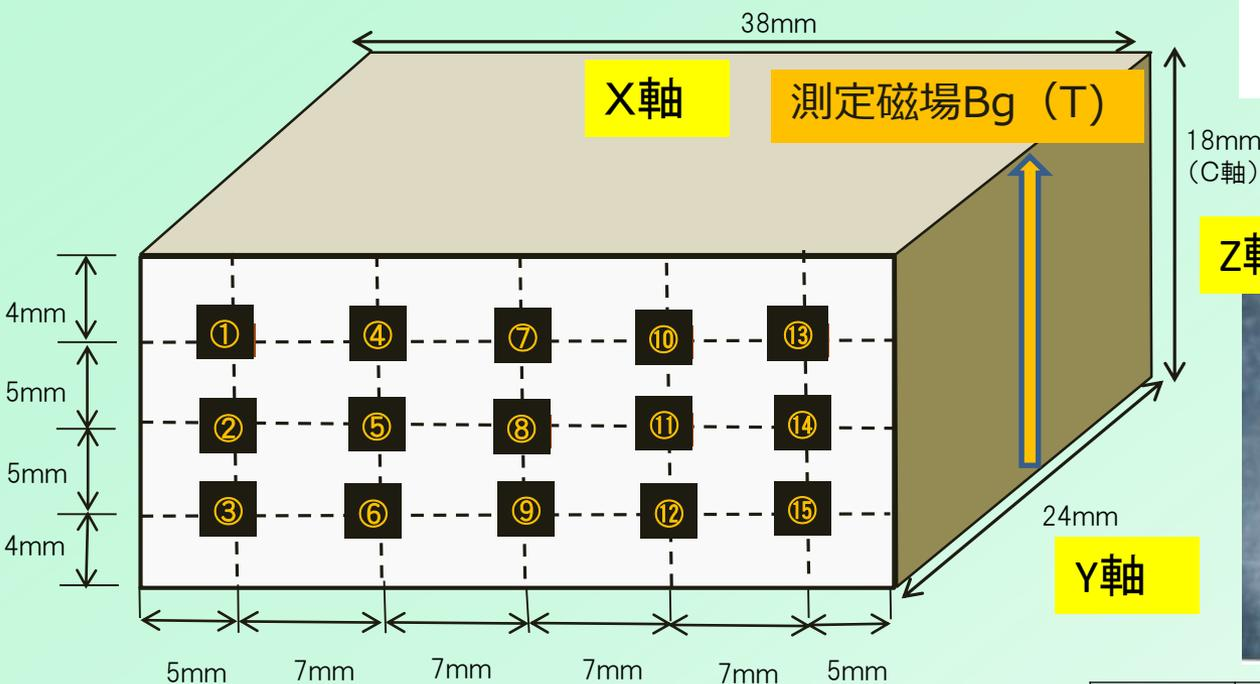 38mm
X軸
測定磁場Bg（T）
18mm
（C軸）
Z軸
4mm
5mm
5mm
4mm
① ④ ⑦ ⑩ ⑬
② ⑤ ⑧ ⑪ ⑭
③ ⑥ ⑨ ⑫ ⑮
24mm
Y軸
5mm 7mm 7mm 7mm 7mm 5mm